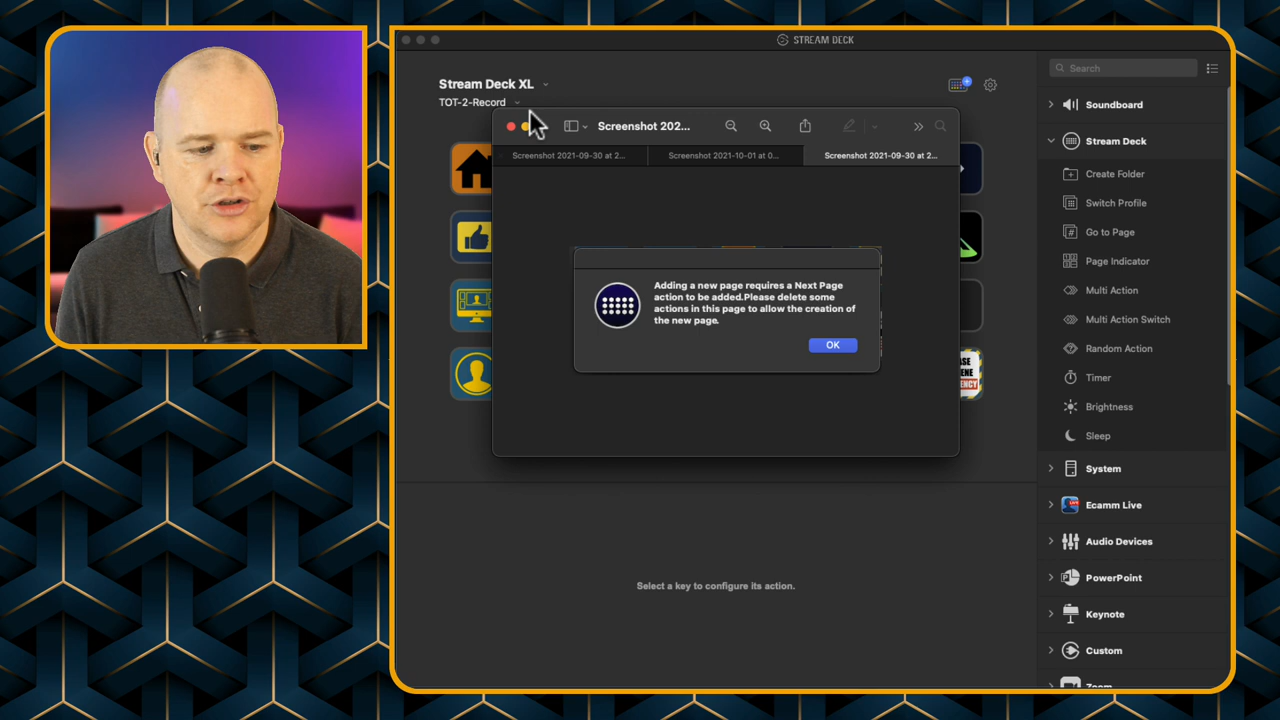 STREAM DECK
Stream Deck XL
TOT-2-Record
Search
Screenshot 202...
Screenshot 2021-09-30 at 2...
Screenshot 2021-10-01 at 0...
Screenshot 2021-09-30 at 2...
Adding a new page requires a Next Page
action to be added.Please delete some
actions in this page to allow the creation of
the new page.
OK
Select a key to configure its action.
Soundboard
Stream Deck
Create Folder
Switch Profile
Go to Page
Page Indicator
Multi Action
Multi Action Switch
Random Action
Timer
Brightness
Sleep
System
Ecamm Live
Audio Devices
PowerPoint
Keynote
Custom
Zoom